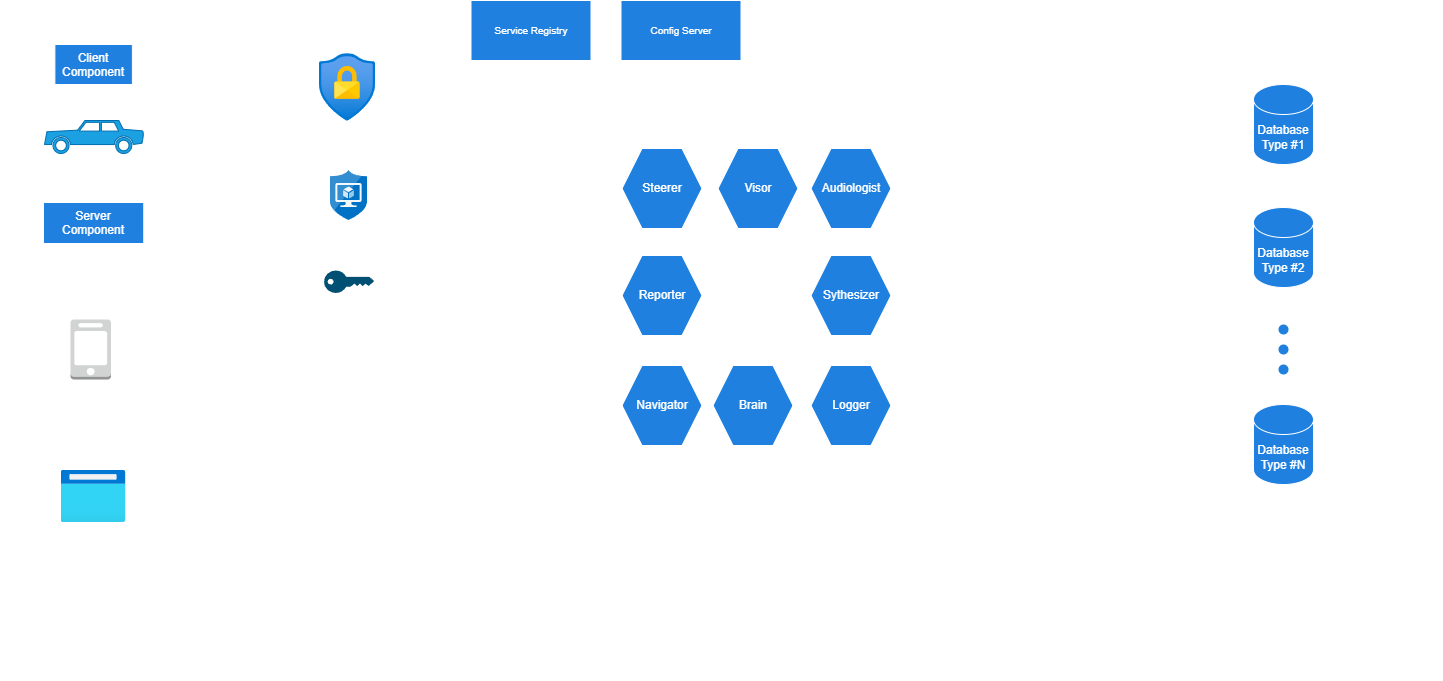 Service Registry
Config Server
Client
Component
Server
Component
Steerer
Visor
Audiologist
Reporter
Sythesizer
Navigator
Brain
Logger
Database
Type #1
Database
Type #2
Database
Type #N